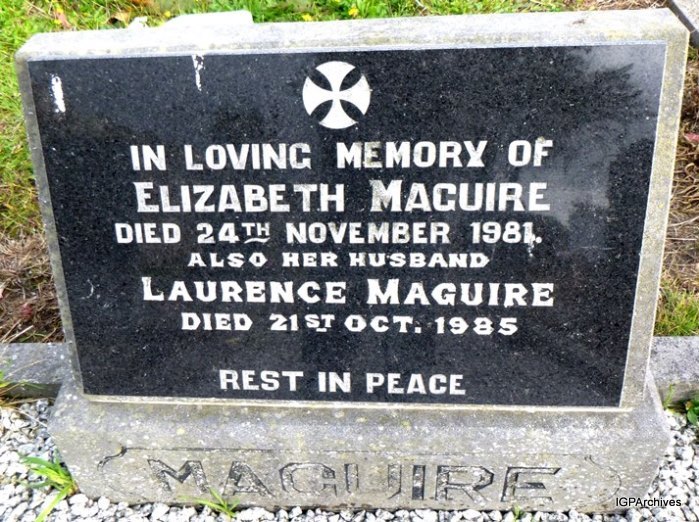 IN LOVING MEMORY OF
ELIZABETH MAGUIRE
DIED 24TH NOVEMBER 1981.
ALSO HER HUSBAND
LAURENCE MAGUIRE
DIED 21ST OCT. 1985
REST IN PEACE
MAGUIRE
IGPArchives